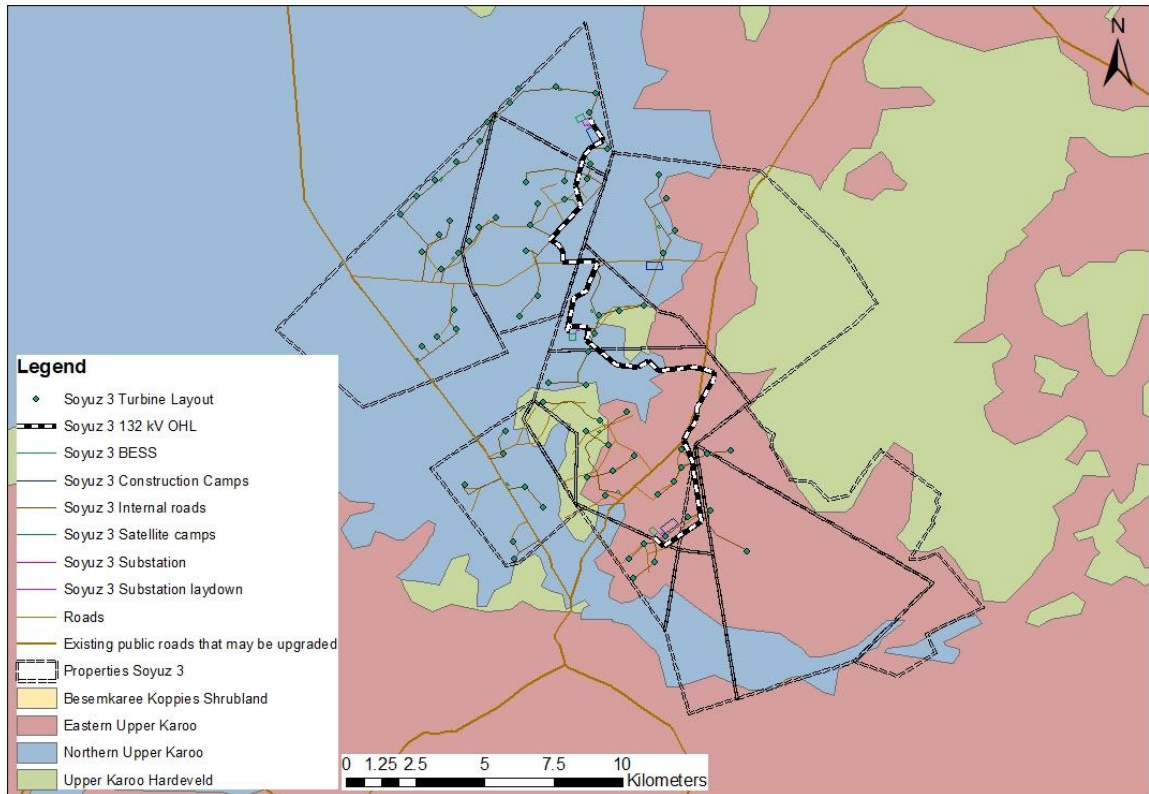 N
Legend
Soyuz 3 Turbine Layout
Soyuz 3 132 kV OHL
Soyuz 3 BESS
Soyuz 3 Construction Camps
Soyuz 3 Internal roads
Soyuz 3 Satellite camps
Soyuz 3 Substation
Soyuz 3 Substation laydown
Roads
Existing public roads that may be upgraded
Properties Soyuz 3
Besemkaree Koppies Shrubland
Eastern Upper Karoo
Northern Upper Karoo
Upper Karoo Hardeveld
0 1.25 2.5 5 7.5 10
Kilometers